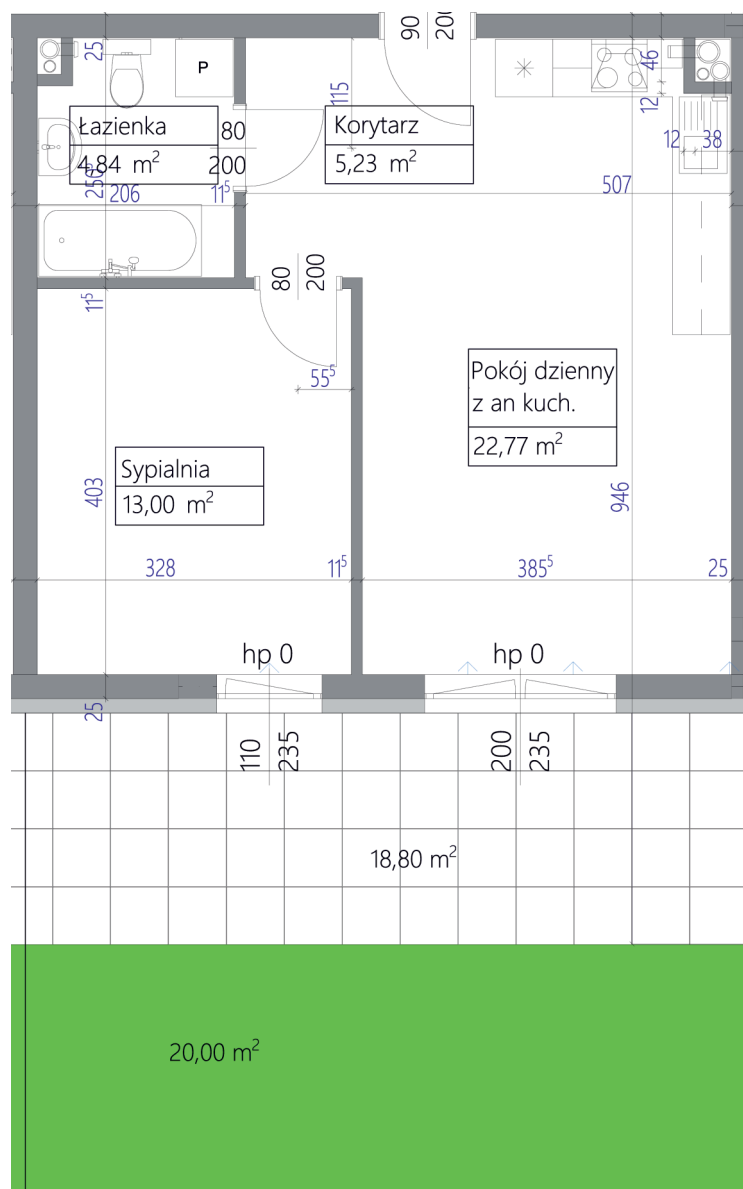 90
200
25
P
46
115
12
Łazienka
4,84 m²
80
200
Korytarz
5,23 m²
12
38
250⁵
206
11⁵
507
80
200
11⁵
55⁵
Pokój dzienny
z an kuch.
22,77 m²
Sypialnia
13,00 m²
403
946
328
11⁵
385⁵
25
hp 0
hp 0
25
110
235
200
235
18,80 m²
20,00 m²